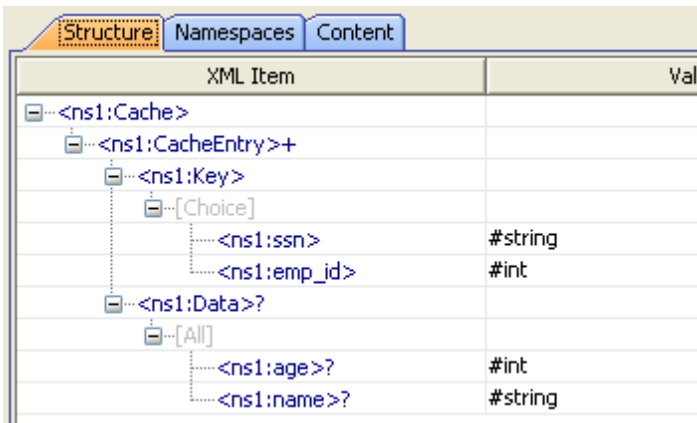 Structure Namespaces Content
XML Item Val
<ns1:Cache>
<ns1:CacheEntry>+
<ns1:Key>
[Choice]
<ns1:ssn> #string
<ns1:emp_id> #int
<ns1:Data>?
[All]
<ns1:age>? #int
<ns1:name>? #string